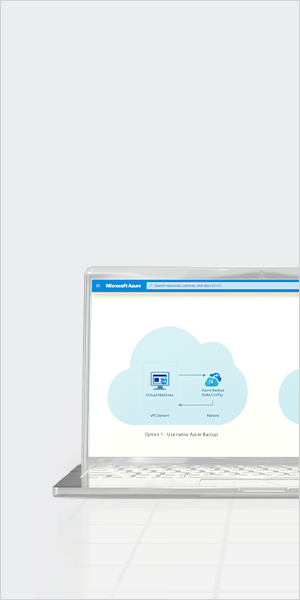 Microsoft Azure
Search resources, services, and docs (G+/)
Virtual Machines
Azure Backup
Vault/Config
VPC/tenant
Restore
Option 1 - Use native Azure Backup